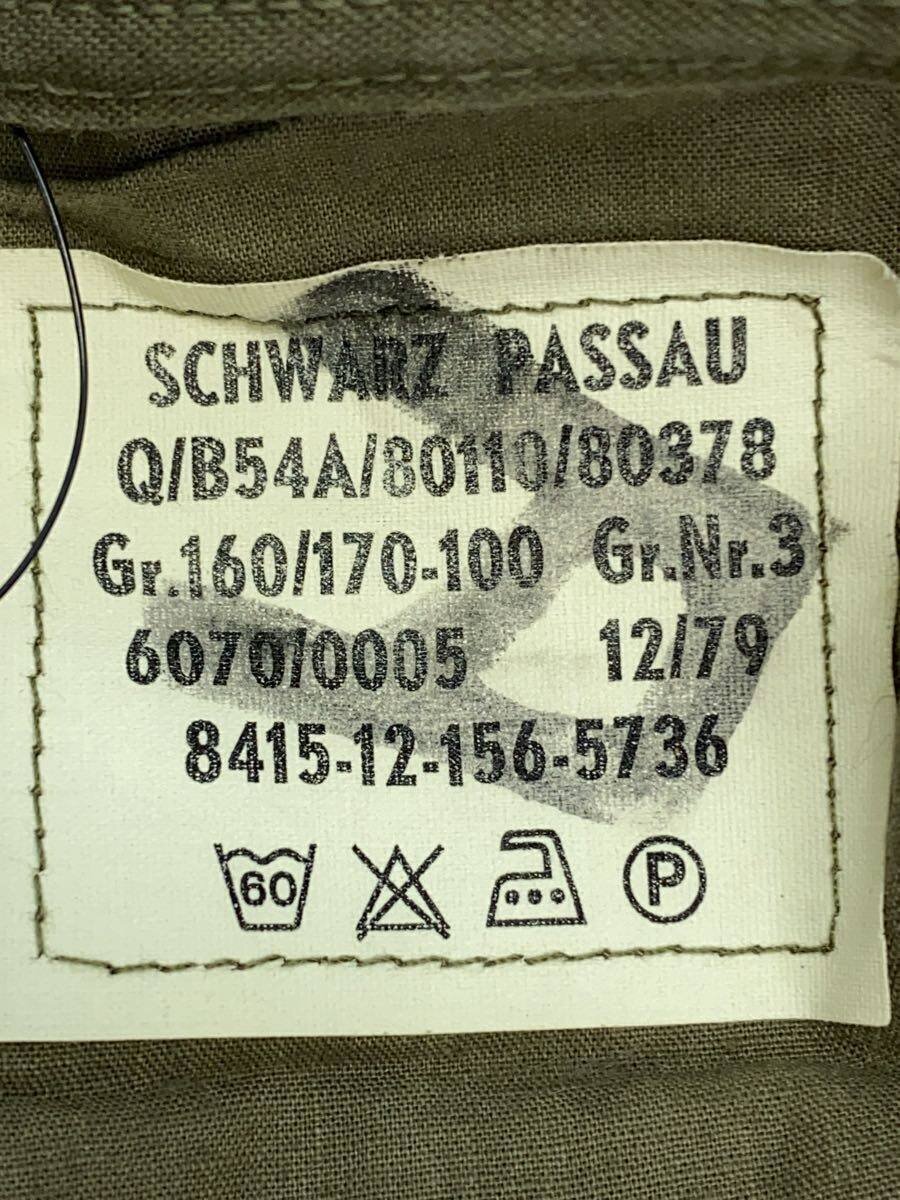 SCHWARZ PASSAU
Q/B54A/80110/80378
Gr.160/170-100 Gr.Nr.3
6070/0005 12/79
8415-12-156-5736
60 P